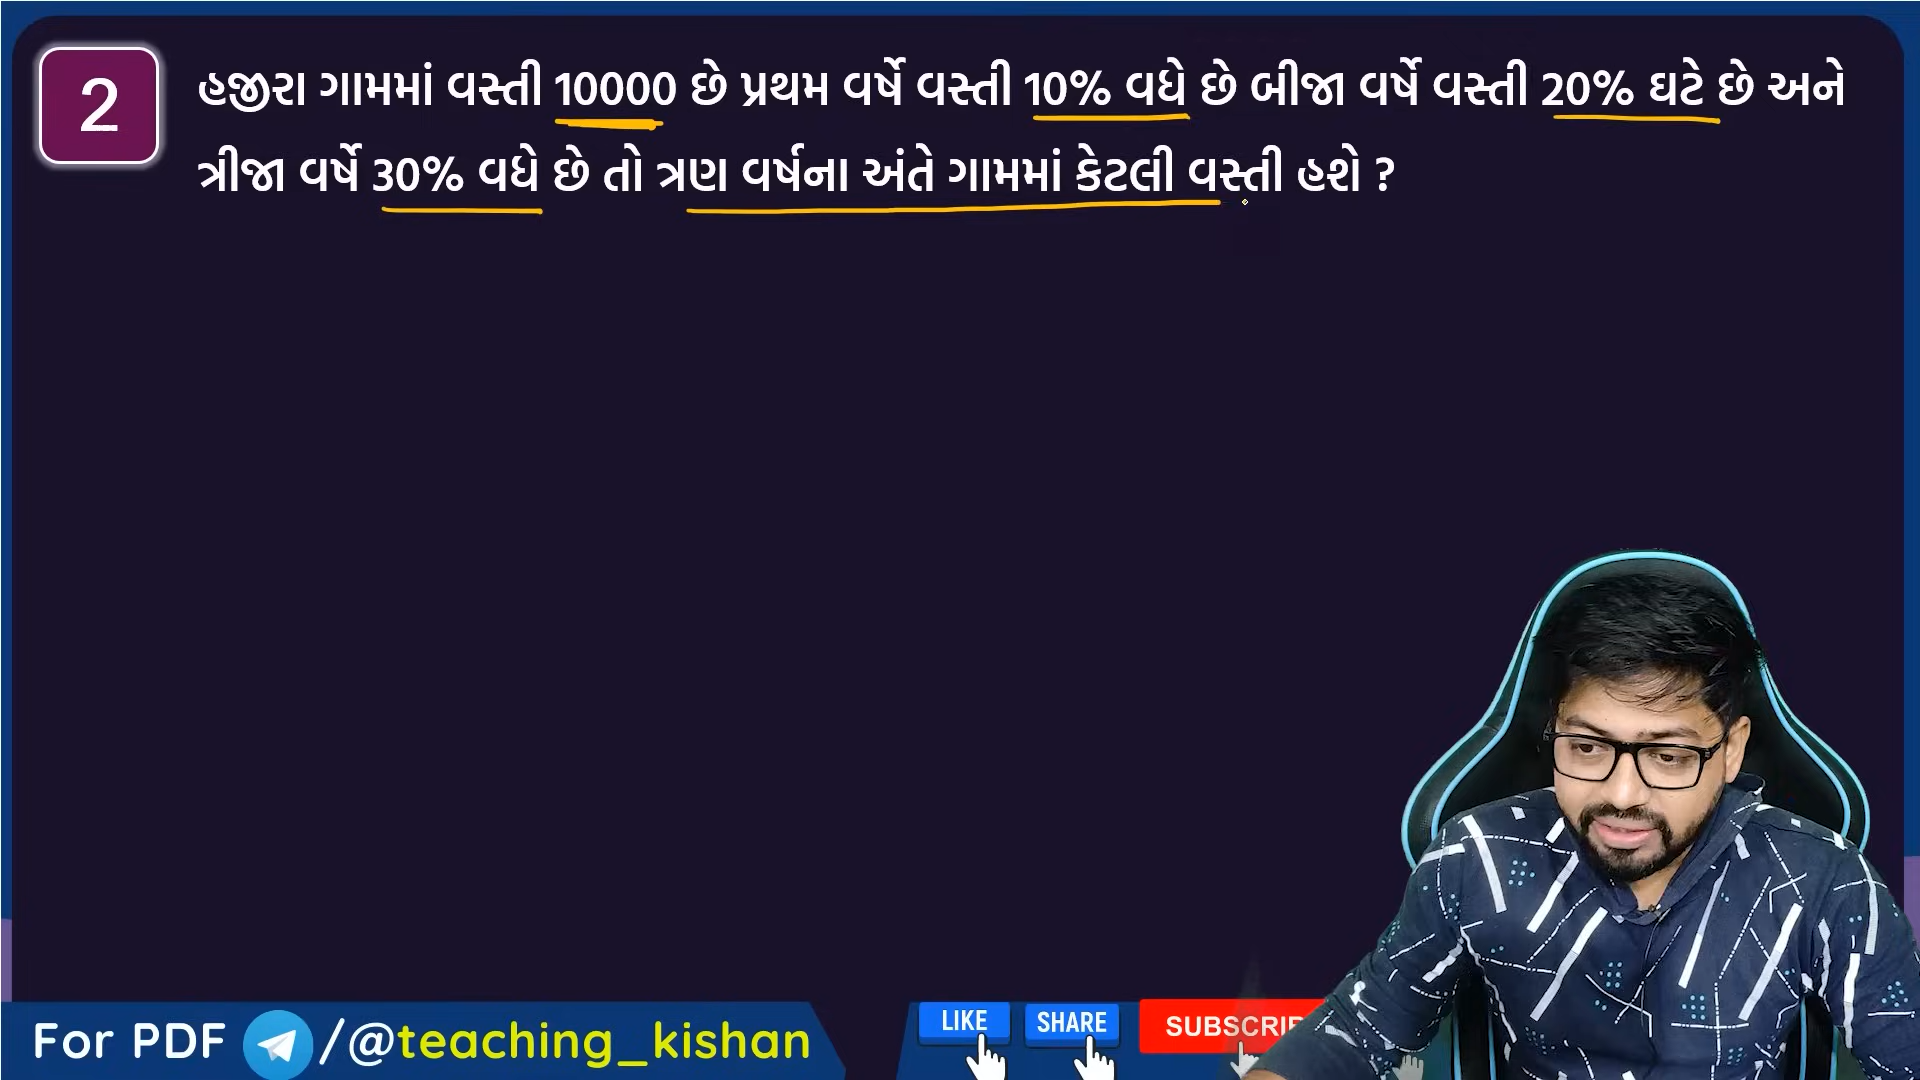 2
હજીરા ગામમાં વસ્તી 10000 છે પ્રથમ વર્ષે વસ્તી 10% વધે છે બીજા વર્ષે વસ્તી 20% ઘટે છે અને
ત્રીજા વર્ષે 30% વધે છે તો ત્રણ વર્ષના અંતે ગામમાં કેટલી વસ્તી હશે ?
For PDF /@teaching_kishan
LIKE
SHARE